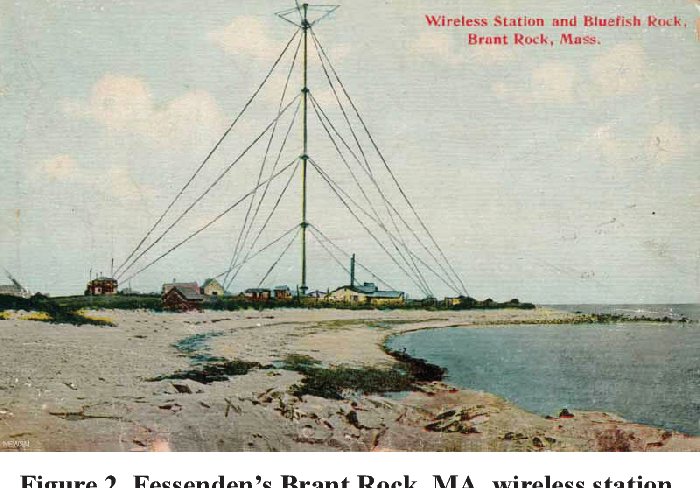 Wireless Station and Bluefish Rock,
Brant Rock, Mass.
Figure 2. Fessenden's Brant Rock, MA, wireless station